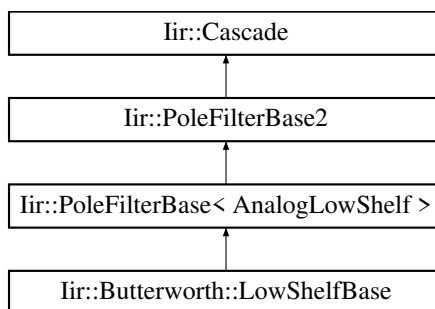 Iir::Cascade
Iir::PoleFilterBase2
Iir::PoleFilterBase< AnalogLowShelf >
Iir::Butterworth::LowShelfBase